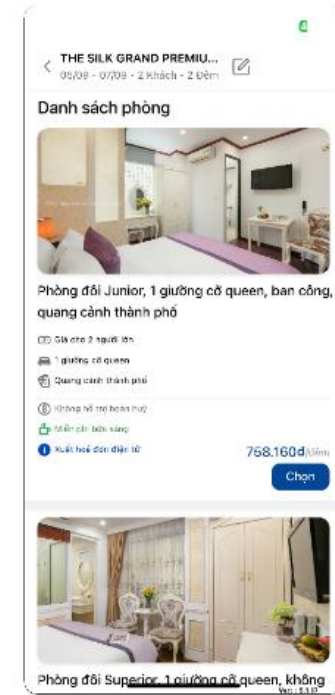 THE SILK GRAND PREMIU...
05/09 - 07/09 - 2 Khách - 2 Đêm
Danh sách phòng
Phòng đôi Junior, 1 giường cỡ queen, ban công,
quang cảnh thành phố
Giá cho 2 người lớn
1 giường cỡ queen
Quang cảnh thành phố
Không hỗ trợ hoàn huỷ
Miễn phí bữa sáng
Xuất hoá đơn điện tử
758.160đ/đêm
Chọn
Phòng đôi Superior, 1 giường cỡ queen, không